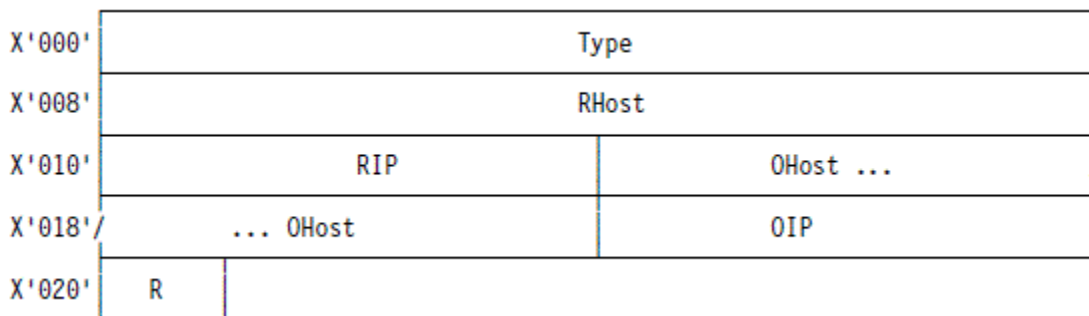 X'000' Type
X'008' RHost
X'010' RIP OHost ...
X'018'/ ... OHost OIP
X'020' R